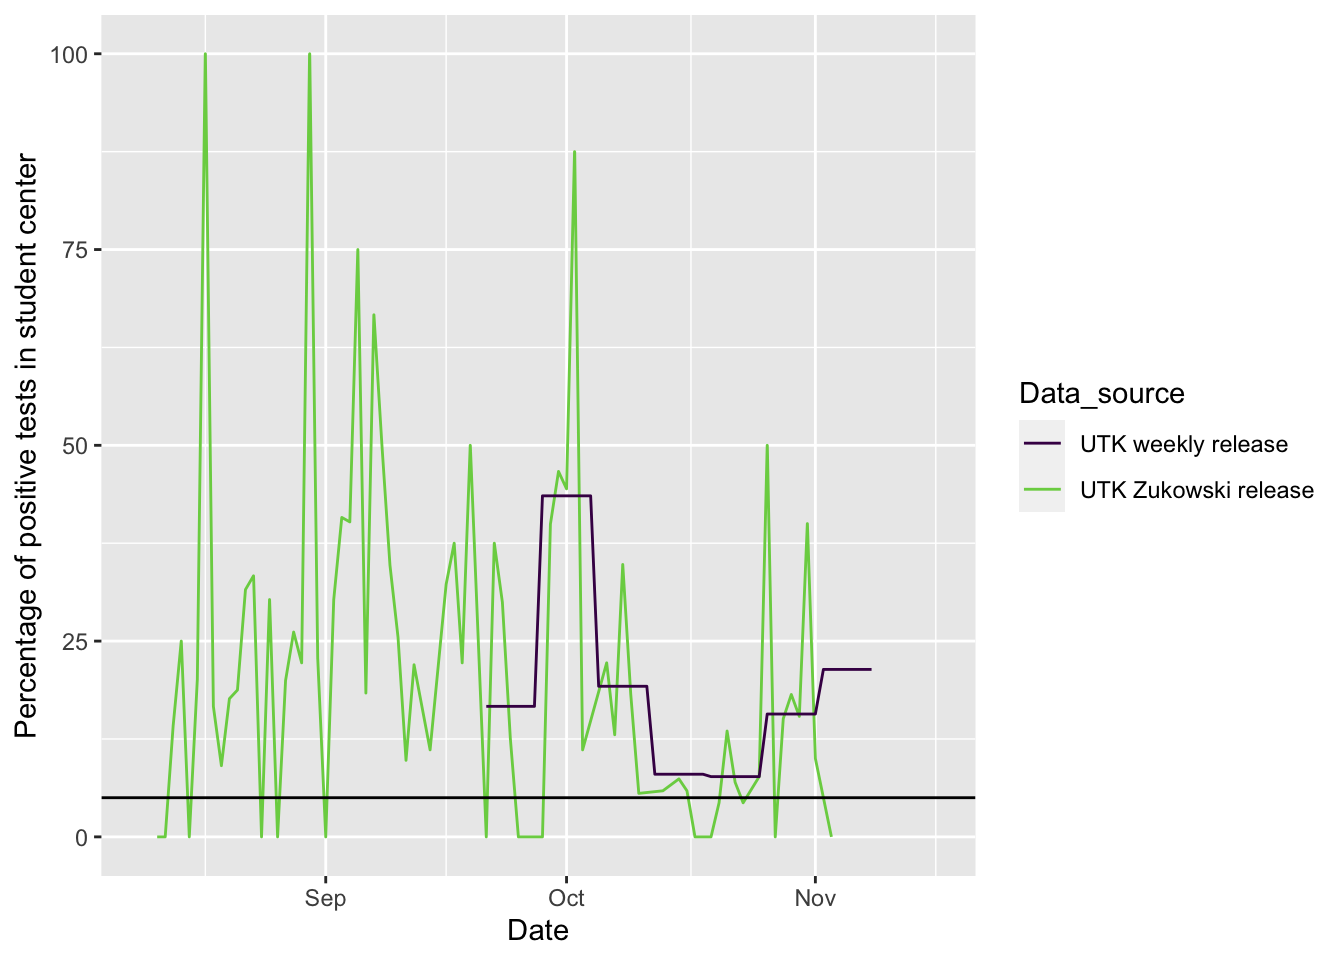 Percentage of positive tests in student center
100
75
50
25
0
Sep
Oct
Nov
Date
Data_source
UTK weekly release
UTK Zukowski release